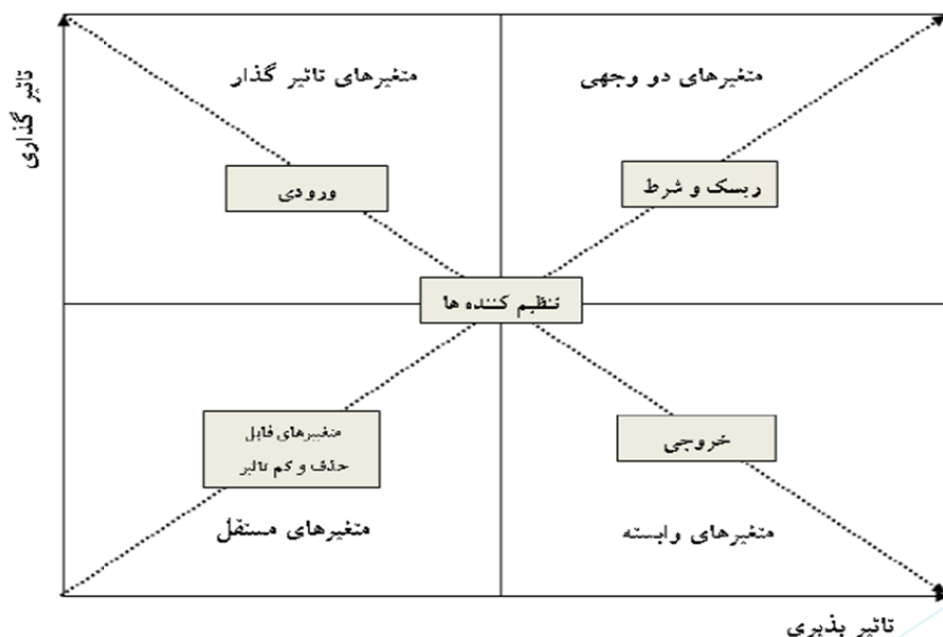 متغیرهای دو وجهی
متغیرهای تاثیر گذار
تاثیر گذاری
ریسک و شرط
ورودی
تنظیم کننده ها
متغییرهای قابل
حذف و کم تاثیر
خروجی
متغیرهای وابسته
متغیرهای مستقل
تاثیر پذیری